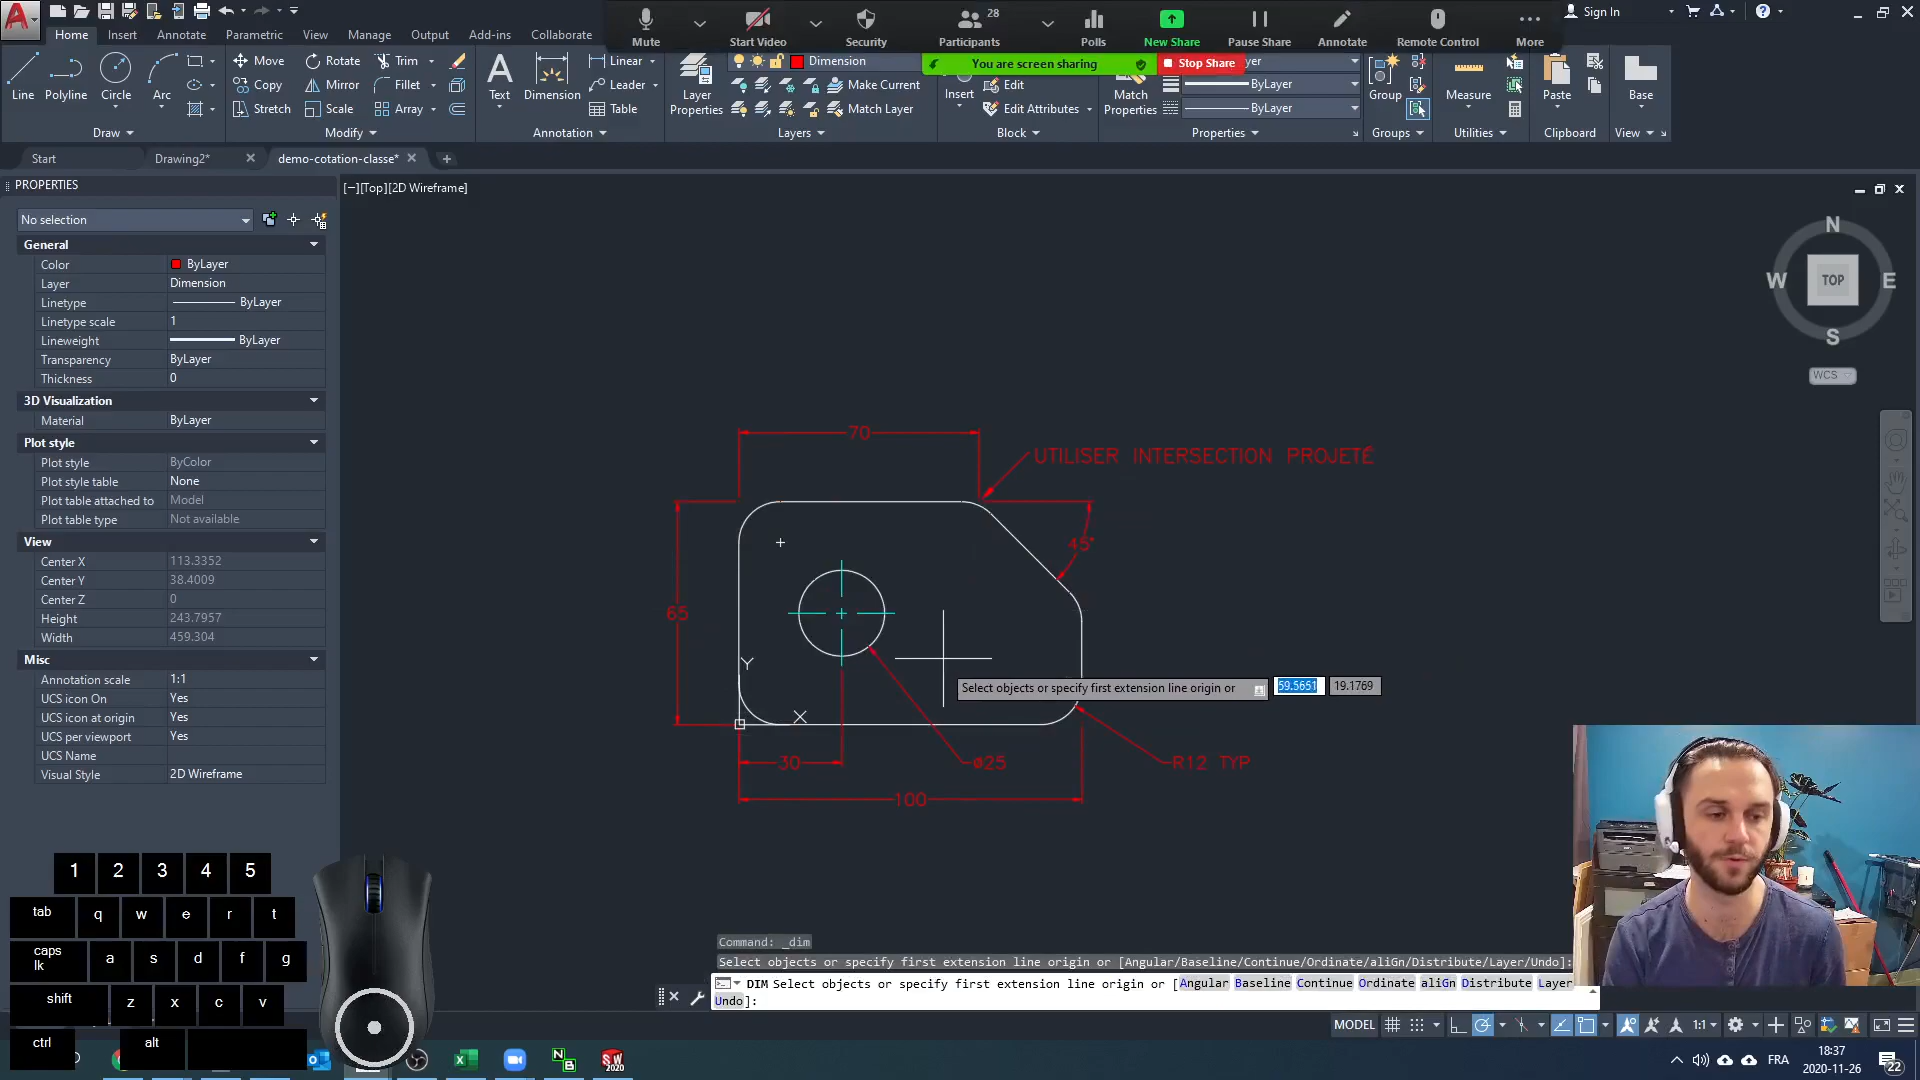 Mute
Start Video
Security
Participants
28
Polls
New Share
Pause Share
Annotate
Remote Control
More
Sign In
Home Insert Annotate Parametric View Manage Output Add-ins Collaborate
You are screen sharing
Stop Share
Line
Polyline
Circle
Arc
Move
Rotate
Trim
Copy
Mirror
Fillet
Stretch
Scale
Array
Text
Dimension
Linear
Leader
Table
Layer
Properties
Dimension
Make Current
Match Layer
Insert
Edit
Edit Attributes
Match
Properties
ByLayer
ByLayer
Group
Measure
Paste
Base
Draw
Modify
Annotation
Layers
Block
Properties
Groups
Utilities
Clipboard
View
Start
Drawing2*
demo-cotation-classe*
PROPERTIES
[−][Top][2D Wireframe]
No selection
General
Color ByLayer
Layer Dimension
Linetype ByLayer
Linetype scale 1
Lineweight ByLayer
Transparency ByLayer
Thickness 0
3D Visualization
Material ByLayer
Plot style
Plot style ByColor
Plot style table None
Plot table attached to Model
Plot table type Not available
View
Center X 113.3352
Center Y 38.4009
Center Z 0
Height 243.7957
Width 459.304
Misc
Annotation scale 1:1
UCS icon On Yes
UCS icon at origin Yes
UCS per viewport Yes
UCS Name
Visual Style 2D Wireframe
N
W TOP E
S
WCS
70
UTILISER INTERSECTION PROJETÉ
45°
65
Y
X
Select objects or specify first extension line origin or 59.5651 19.1769
30
ø25
R12 TYP
100
1 2 3 4 5
tab q w e r t
caps lk a s d f g
shift z x c v
ctrl alt
Command: _dim
Select objects or specify first extension line origin or [Angular/Baseline/Continue/Ordinate/aliGn/Distribute/Layer/Undo]:
DIM Select objects or specify first extension line origin or [Angular Baseline Continue Ordinate aliGn Distribute Layer
Undo]:
MODEL
1:1
FRA
18:37
2020-11-26
22
SW
2020